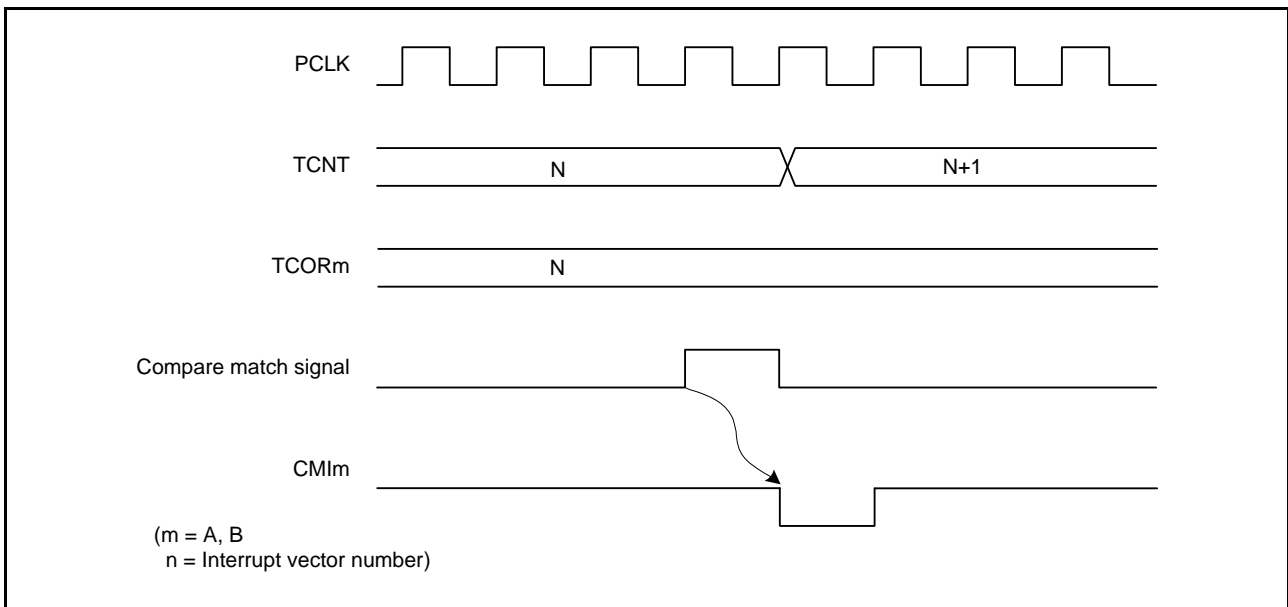 PCLK
TCNT
N
N+1
TCORm
N
Compare match signal
CMIm
(m = A, B
n = Interrupt vector number)